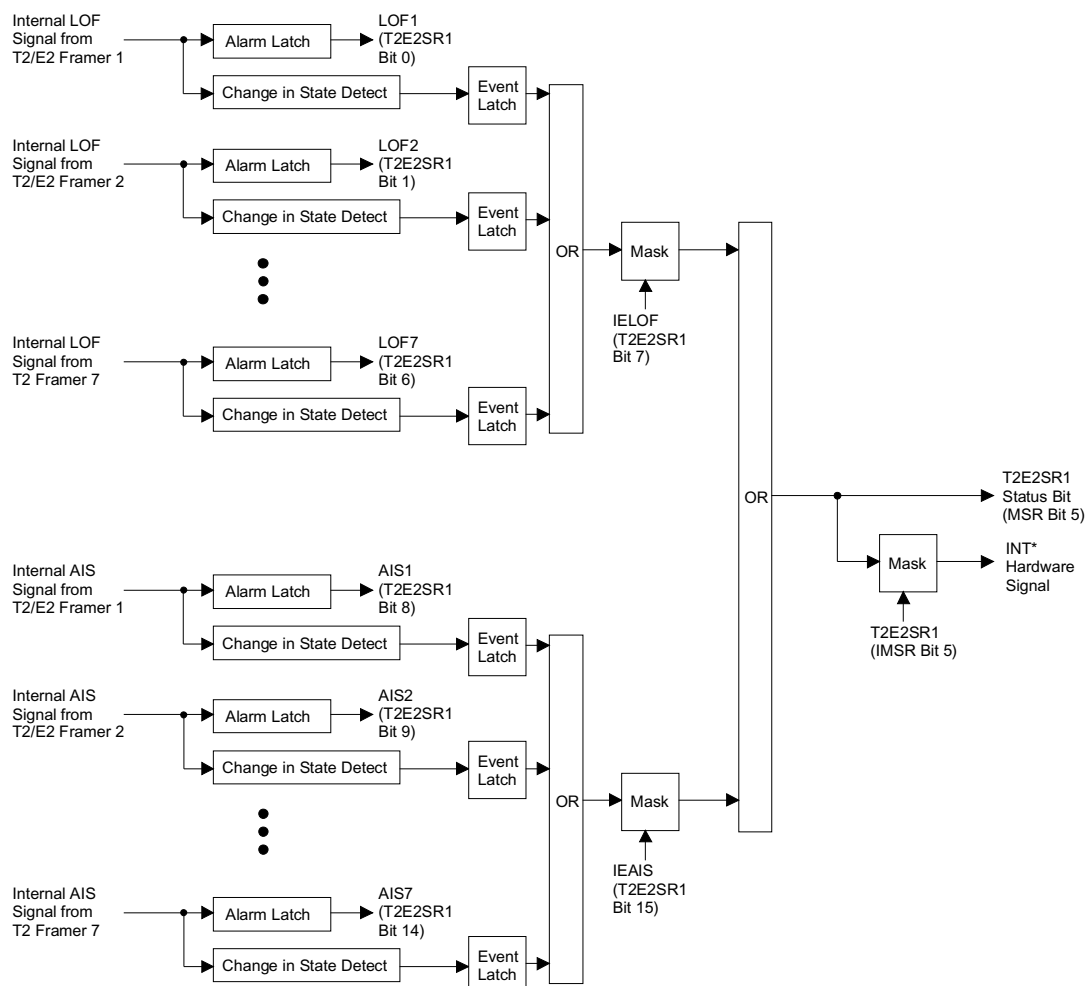 Internal LOF
Signal from
T2/E2 Framer 1
Alarm Latch
LOF1
(T2E2SR1
Bit 0)
Change in State Detect
Event
Latch
Internal LOF
Signal from
T2/E2 Framer 2
Alarm Latch
LOF2
(T2E2SR1
Bit 1)
Change in State Detect
Event
Latch
OR
Mask
IELOF
(T2E2SR1
Bit 7)
Internal LOF
Signal from
T2 Framer 7
Alarm Latch
LOF7
(T2E2SR1
Bit 6)
Change in State Detect
Event
Latch
OR
T2E2SR1
Status Bit
(MSR Bit 5)
Mask
INT*
Hardware
Signal
T2E2SR1
(IMSR Bit 5)
Internal AIS
Signal from
T2/E2 Framer 1
Alarm Latch
AIS1
(T2E2SR1
Bit 8)
Change in State Detect
Event
Latch
Internal AIS
Signal from
T2/E2 Framer 2
Alarm Latch
AIS2
(T2E2SR1
Bit 9)
Change in State Detect
Event
Latch
OR
Mask
IEAIS
(T2E2SR1
Bit 15)
Internal AIS
Signal from
T2 Framer 7
Alarm Latch
AIS7
(T2E2SR1
Bit 14)
Change in State Detect
Event
Latch